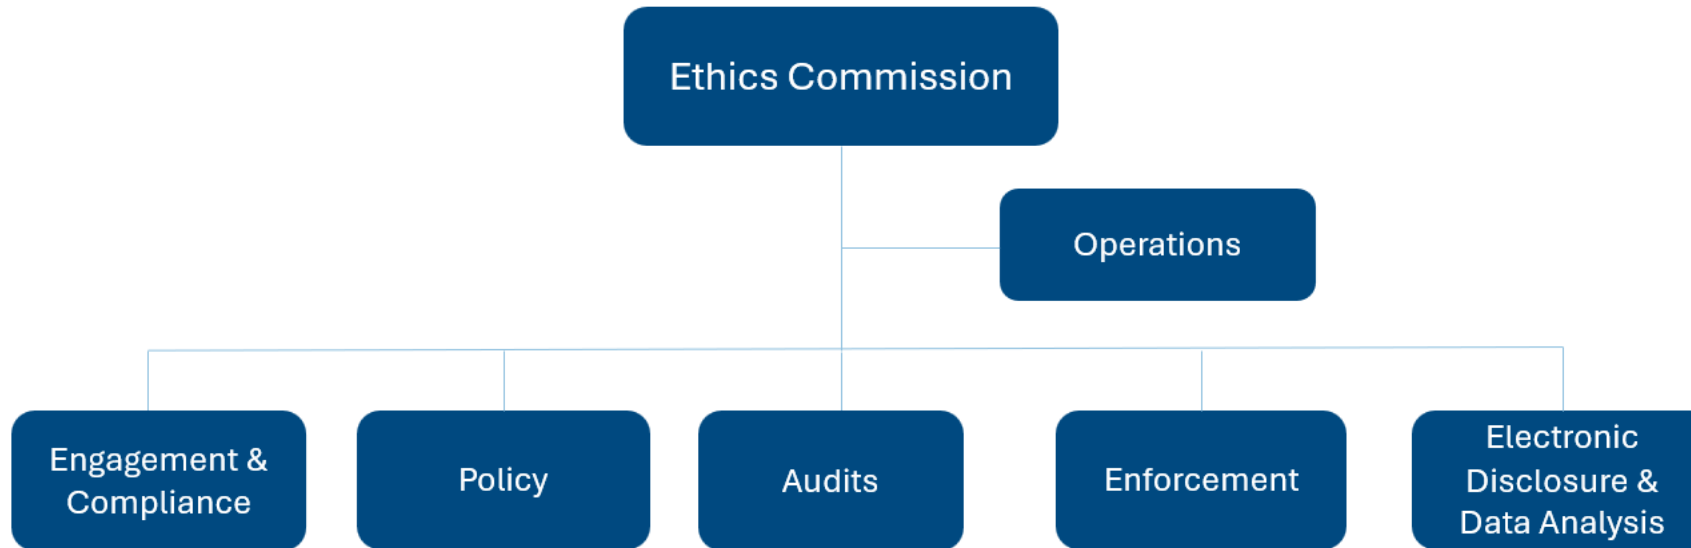 Ethics Commission
Operations
Engagement &
Compliance
Policy
Audits
Enforcement
Electronic
Disclosure &
Data Analysis